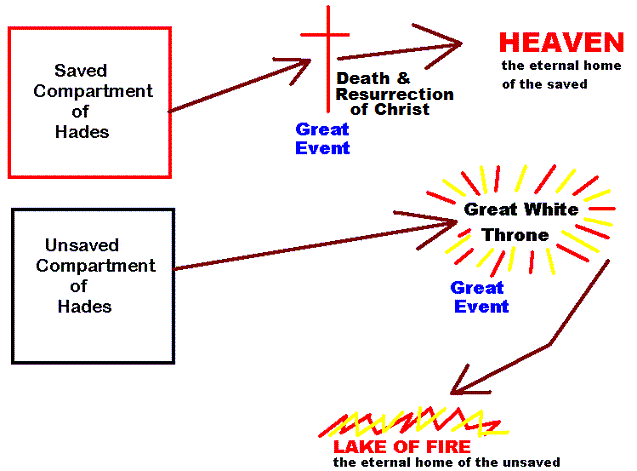 Saved
Compartment
of
Hades
Death &
Resurrection
of Christ
Great
Event
HEAVEN
the eternal home
of the saved
Unsaved
Compartment
of
Hades
Great White
Throne
Great
Event
LAKE OF FIRE
the eternal home of the unsaved